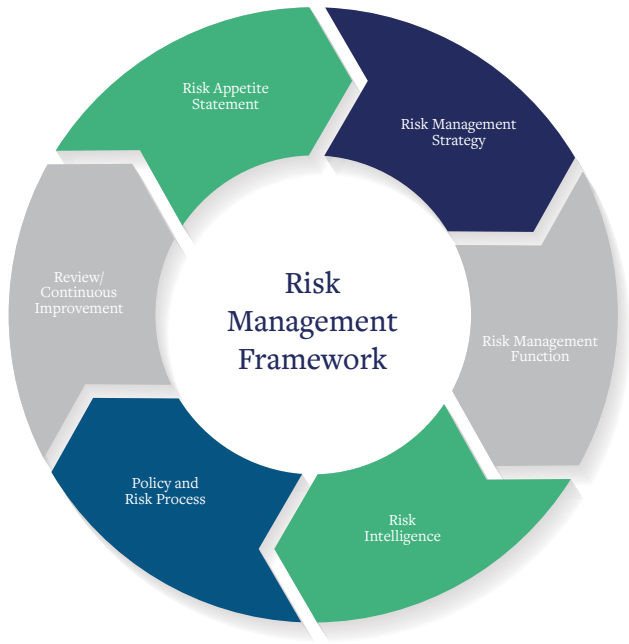 Risk Appetite
Statement
Risk Management
Strategy
Risk Management
Function
Risk
Intelligence
Policy and
Risk Process
Review/
Continuous
Improvement
Risk
Management
Framework